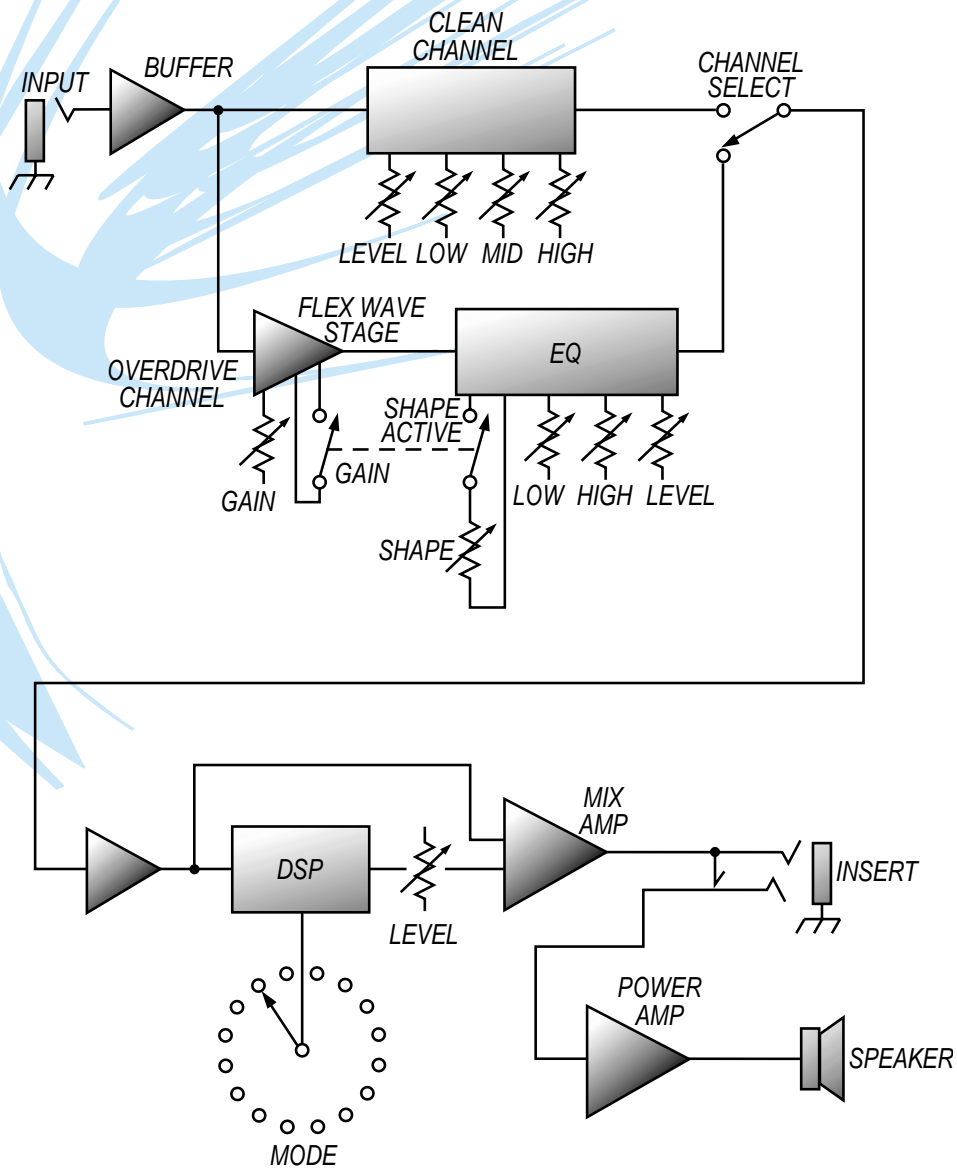 CLEAN
CHANNEL
INPUT
BUFFER
CHANNEL
SELECT
LEVEL LOW MID HIGH
FLEX WAVE
STAGE
OVERDRIVE
CHANNEL
EQ
SHAPE
ACTIVE
GAIN
GAIN
LOW HIGH LEVEL
SHAPE
MIX
AMP
DSP
INSERT
LEVEL
POWER
AMP
SPEAKER
MODE